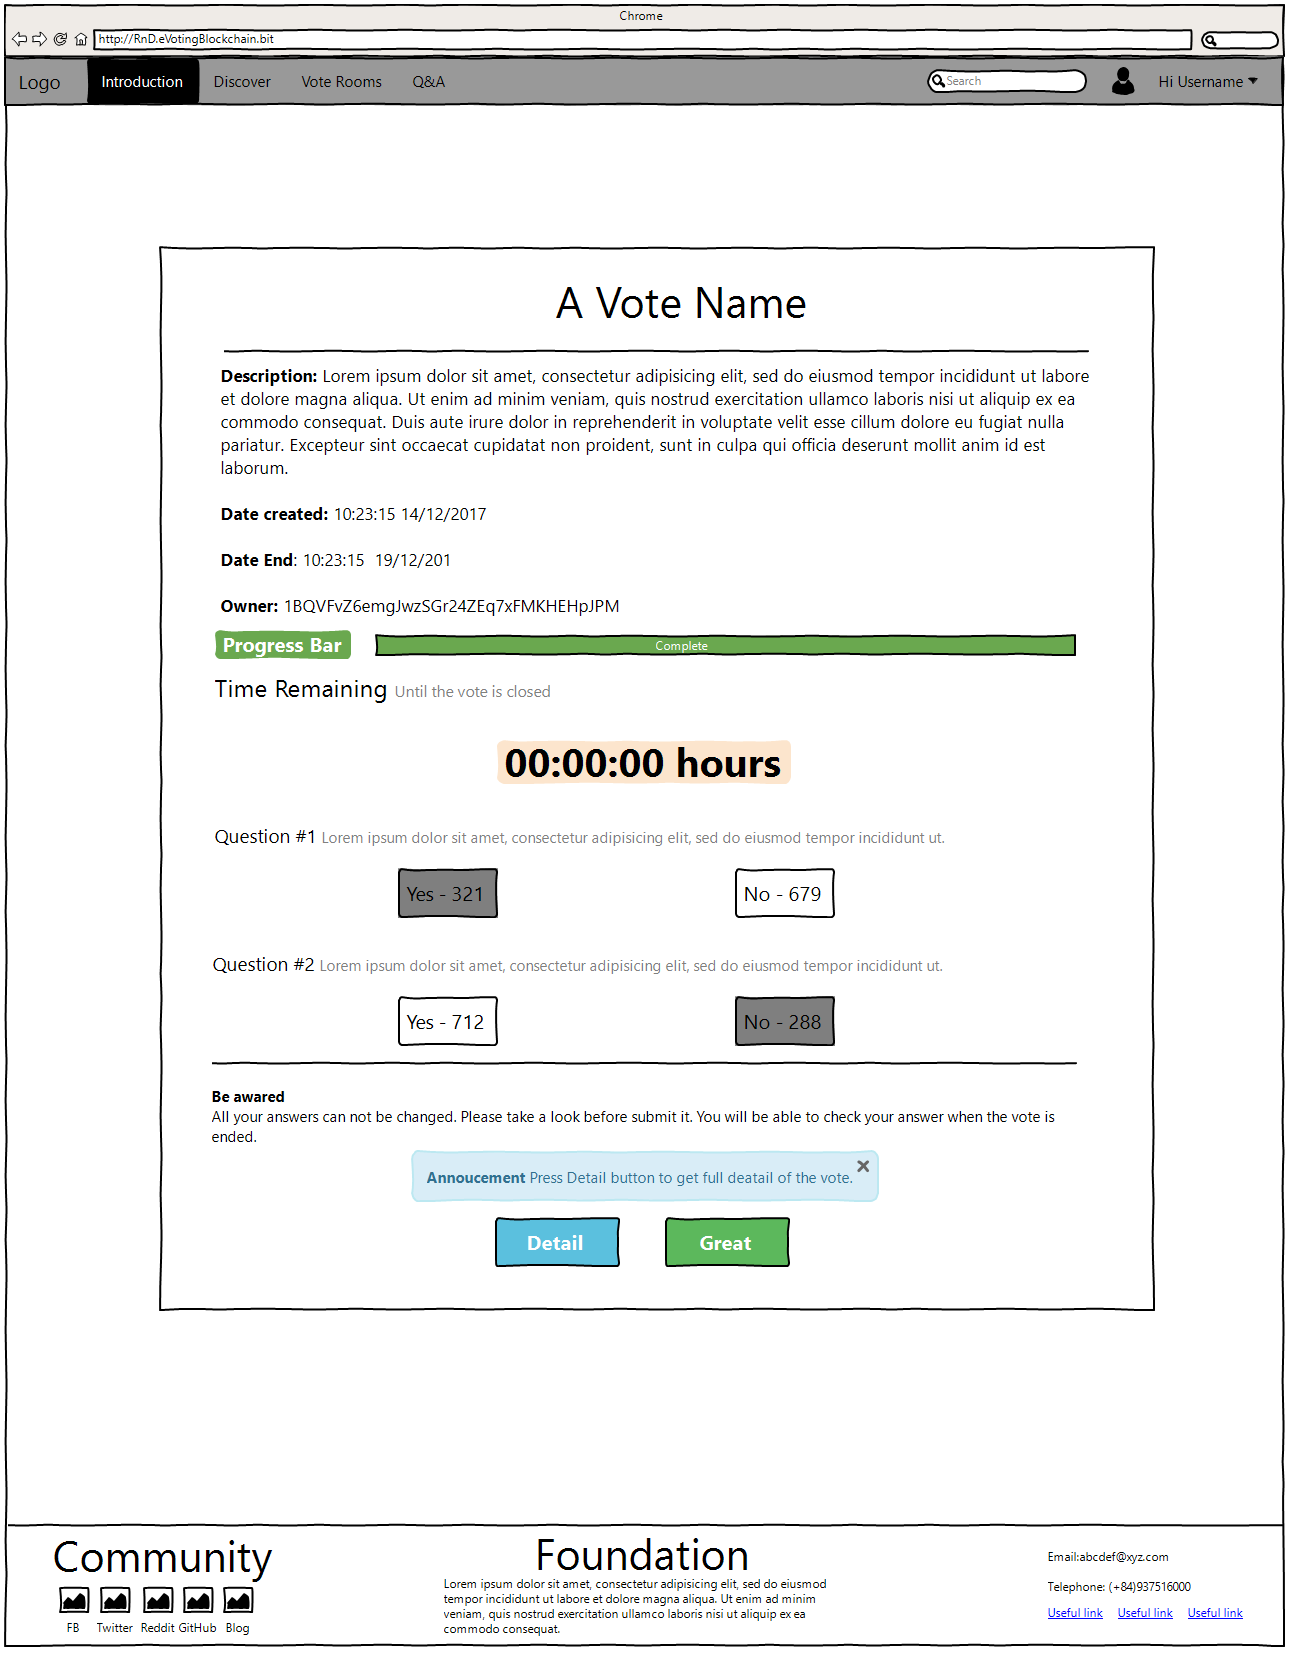 Chrome
http://RnD.eVotingBlockchain.bit
Logo Introduction Discover Vote Rooms Q&A Search Hi Username
A Vote Name
Description: Lorem ipsum dolor sit amet, consectetur adipisicing elit, sed do eiusmod tempor incididunt ut labore
et dolore magna aliqua. Ut enim ad minim veniam, quis nostrud exercitation ullamco laboris nisi ut aliquip ex ea
commodo consequat. Duis aute irure dolor in reprehenderit in voluptate velit esse cillum dolore eu fugiat nulla
pariatur. Excepteur sint occaecat cupidatat non proident, sunt in culpa qui officia deserunt mollit anim id est
laborum.
Date created: 10:23:15 14/12/2017
Date End: 10:23:15 19/12/201
Owner: 1BQVFvZ6emgJwzSGr24ZEq7xFMKHEHpJPM
Progress Bar Complete
Time Remaining Until the vote is closed
00:00:00 hours
Question #1 Lorem ipsum dolor sit amet, consectetur adipisicing elit, sed do eiusmod tempor incididunt ut.
Yes - 321 No - 679
Question #2 Lorem ipsum dolor sit amet, consectetur adipisicing elit, sed do eiusmod tempor incididunt ut.
Yes - 712 No - 288
Be awared
All your answers can not be changed. Please take a look before submit it. You will be able to check your answer when the vote is
ended.
Annoucement Press Detail button to get full deatail of the vote.
Detail Great
Community
FB Twitter Reddit GitHub Blog
Foundation
Lorem ipsum dolor sit amet, consectetur adipisicing elit, sed do eiusmod
tempor incididunt ut labore et dolore magna aliqua. Ut enim ad minim
veniam, quis nostrud exercitation ullamco laboris nisi ut aliquip ex ea
commodo consequat.
Email:abcdef@xyz.com
Telephone: (+84)937516000
Useful link Useful link Useful link